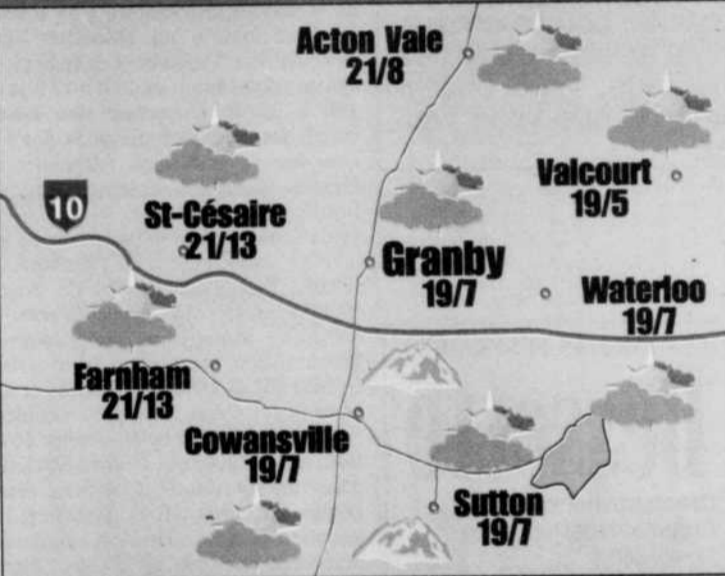 Acton Vale
21/8
Valcourt
19/5
10
St-Césaire
21/13
Granby
19/7
Waterloo
19/7
Farnham
21/13
Cowansville
19/7
Sutton
19/7